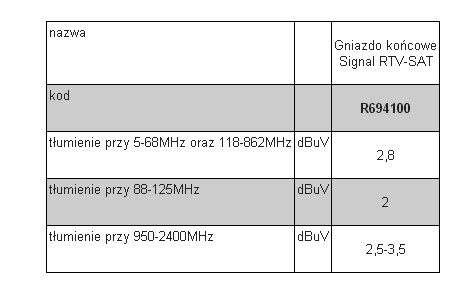 nazwa
Gniazdo końcowe
Signal RTV-SAT
kod
R694100
tłumienie przy 5-68MHz oraz 118-862MHz dBuV 2,8
tłumienie przy 88-125MHz dBuV 2
tłumienie przy 950-2400MHz dBuV 2,5-3,5